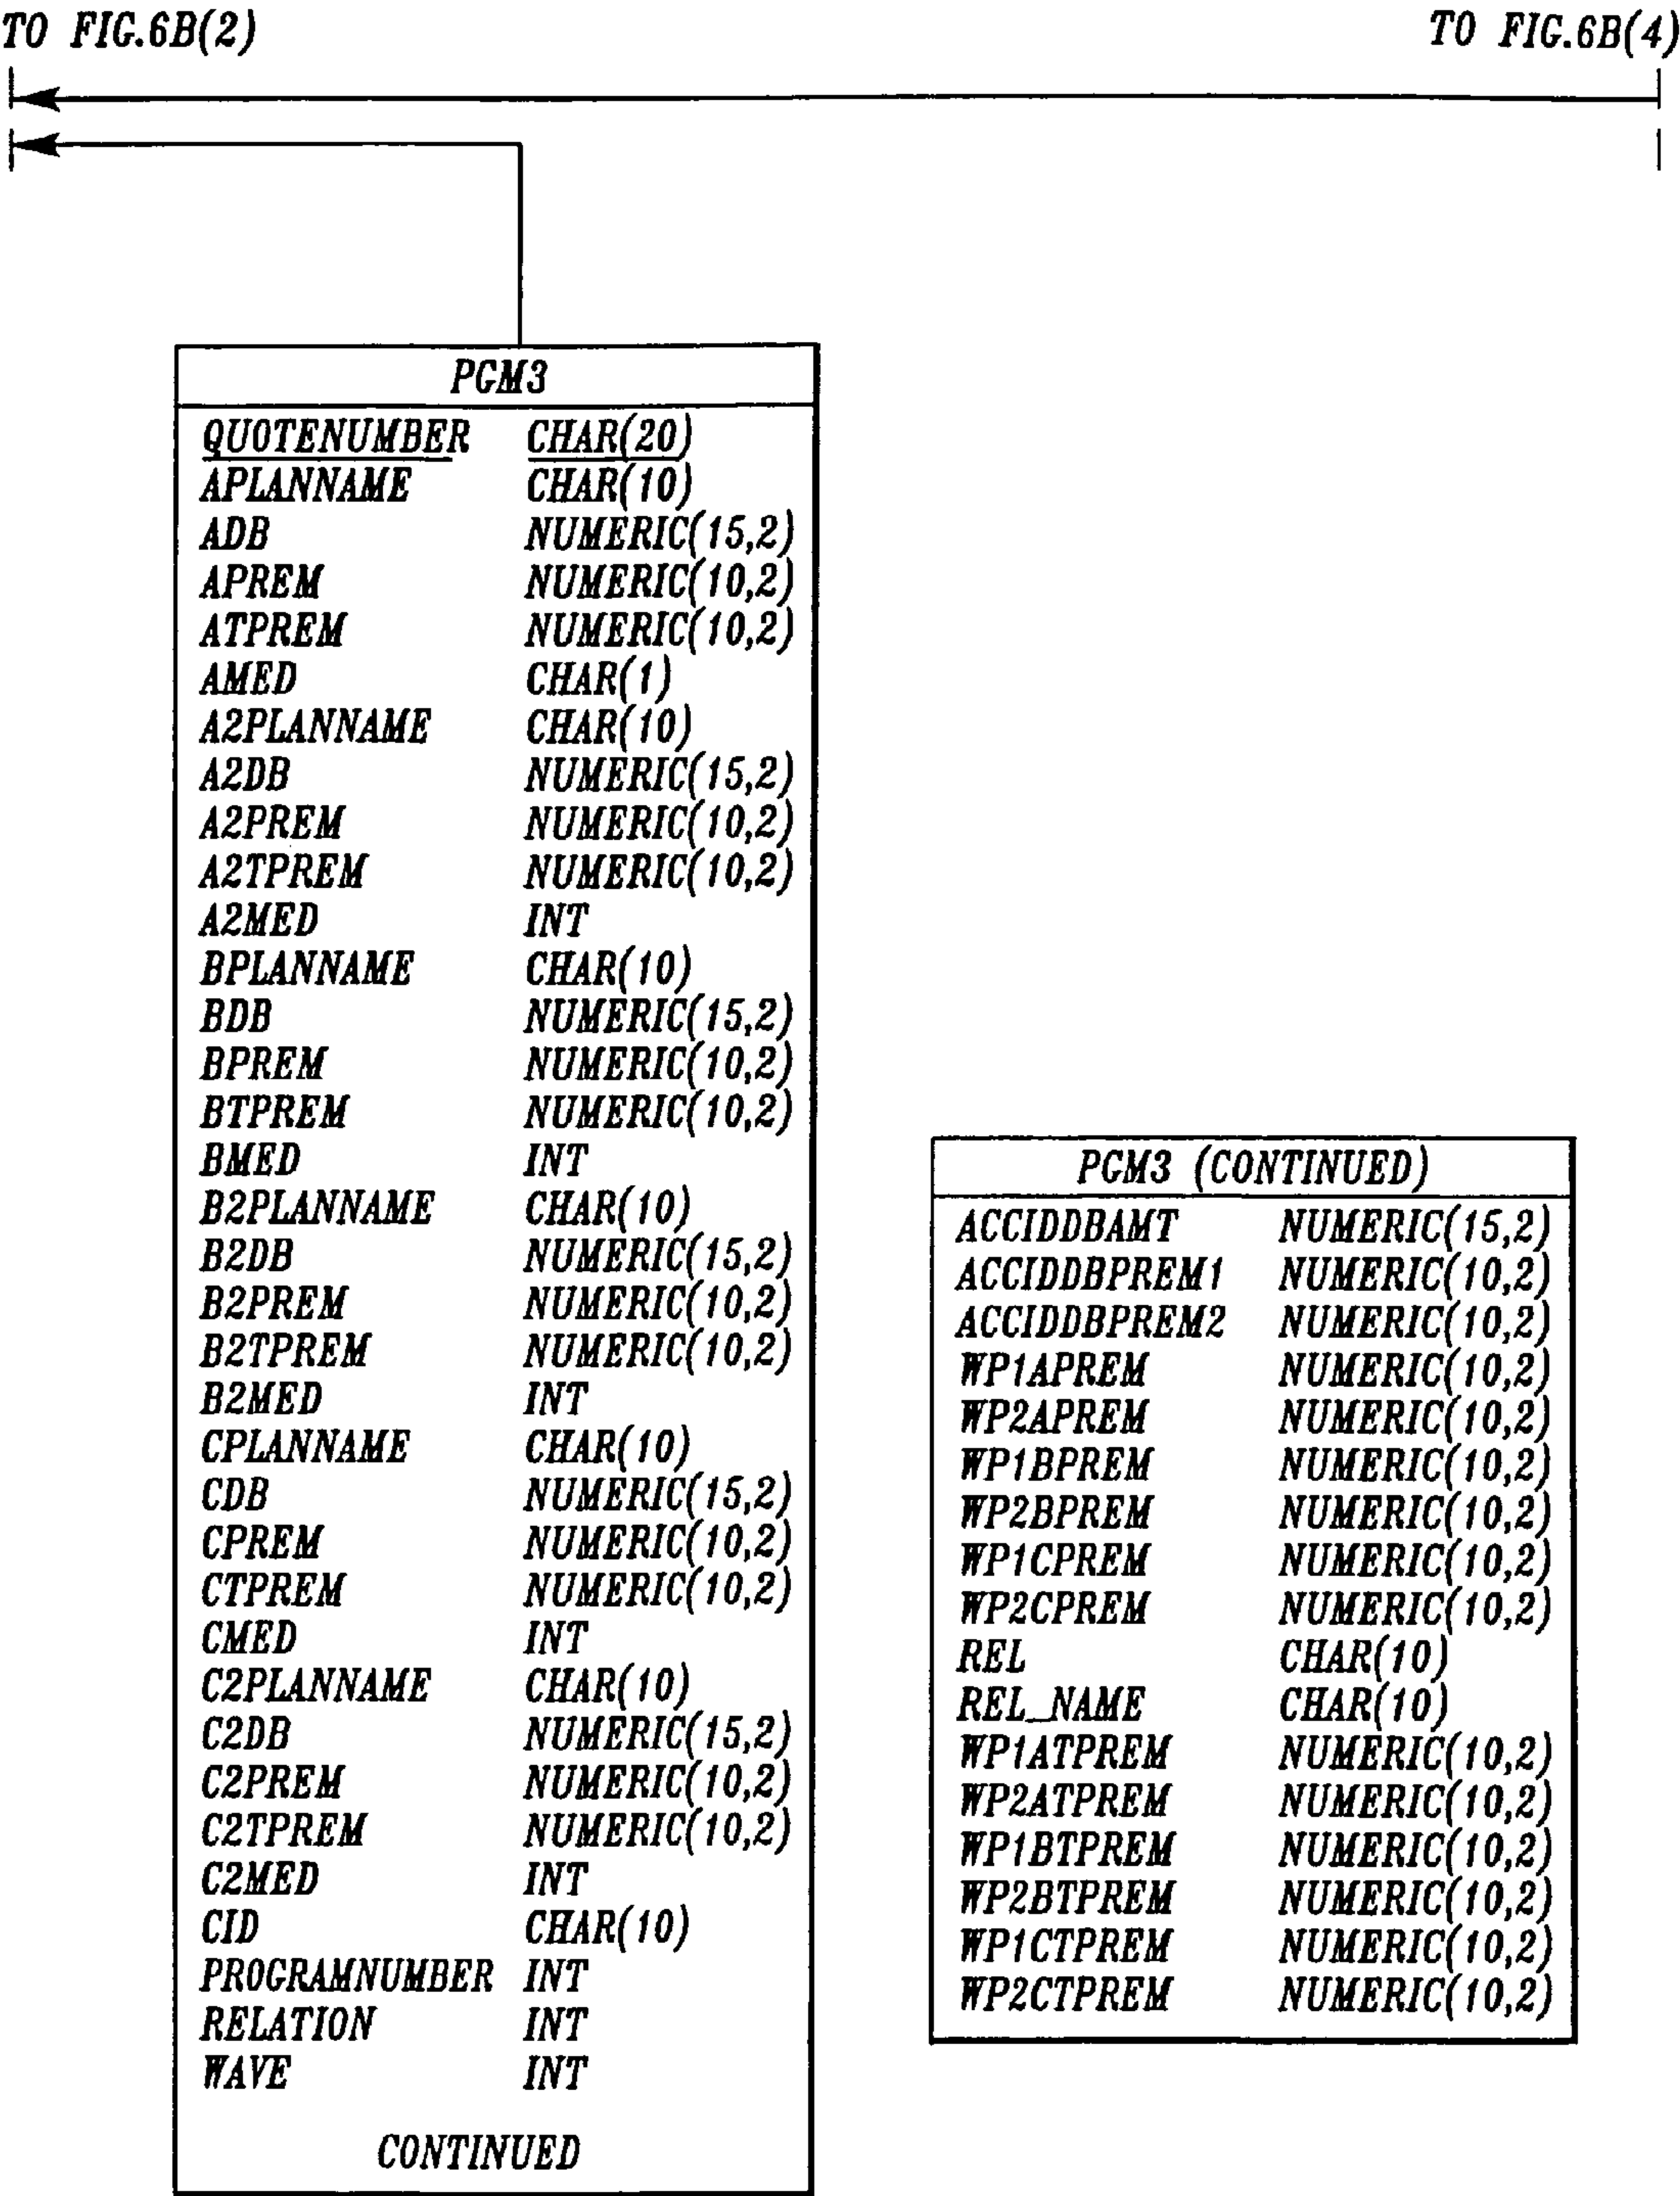 TO FIG.6B(2)
TO FIG.6B(4)
PGM3
QUOTENUMBER CHAR(20)
APLANNAME CHAR(10)
ADB NUMERIC(15,2)
APREM NUMERIC(10,2)
ATPREM NUMERIC(10,2)
AMED CHAR(1)
A2PLANNAME CHAR(10)
A2DB NUMERIC(15,2)
A2PREM NUMERIC(10,2)
A2TPREM NUMERIC(10,2)
A2MED INT
BPLANNAME CHAR(10)
BDB NUMERIC(15,2)
BPREM NUMERIC(10,2)
BTPREM NUMERIC(10,2)
BMED INT
B2PLANNAME CHAR(10)
B2DB NUMERIC(15,2)
B2PREM NUMERIC(10,2)
B2TPREM NUMERIC(10,2)
B2MED INT
CPLANNAME CHAR(10)
CDB NUMERIC(15,2)
CPREM NUMERIC(10,2)
CTPREM NUMERIC(10,2)
CMED INT
C2PLANNAME CHAR(10)
C2DB NUMERIC(15,2)
C2PREM NUMERIC(10,2)
C2TPREM NUMERIC(10,2)
C2MED INT
CID CHAR(10)
PROGRAMNUMBER INT
RELATION INT
WAVE INT
CONTINUED
PGM3 (CONTINUED)
ACCIDDBAMT NUMERIC(15,2)
ACCIDDBPREM1 NUMERIC(10,2)
ACCIDDBPREM2 NUMERIC(10,2)
WP1APREM NUMERIC(10,2)
WP2APREM NUMERIC(10,2)
WP1BPREM NUMERIC(10,2)
WP2BPREM NUMERIC(10,2)
WP1CPREM NUMERIC(10,2)
WP2CPREM NUMERIC(10,2)
REL CHAR(10)
REL_NAME CHAR(10)
WP1ATPREM NUMERIC(10,2)
WP2ATPREM NUMERIC(10,2)
WP1BTPREM NUMERIC(10,2)
WP2BTPREM NUMERIC(10,2)
WP1CTPREM NUMERIC(10,2)
WP2CTPREM NUMERIC(10,2)